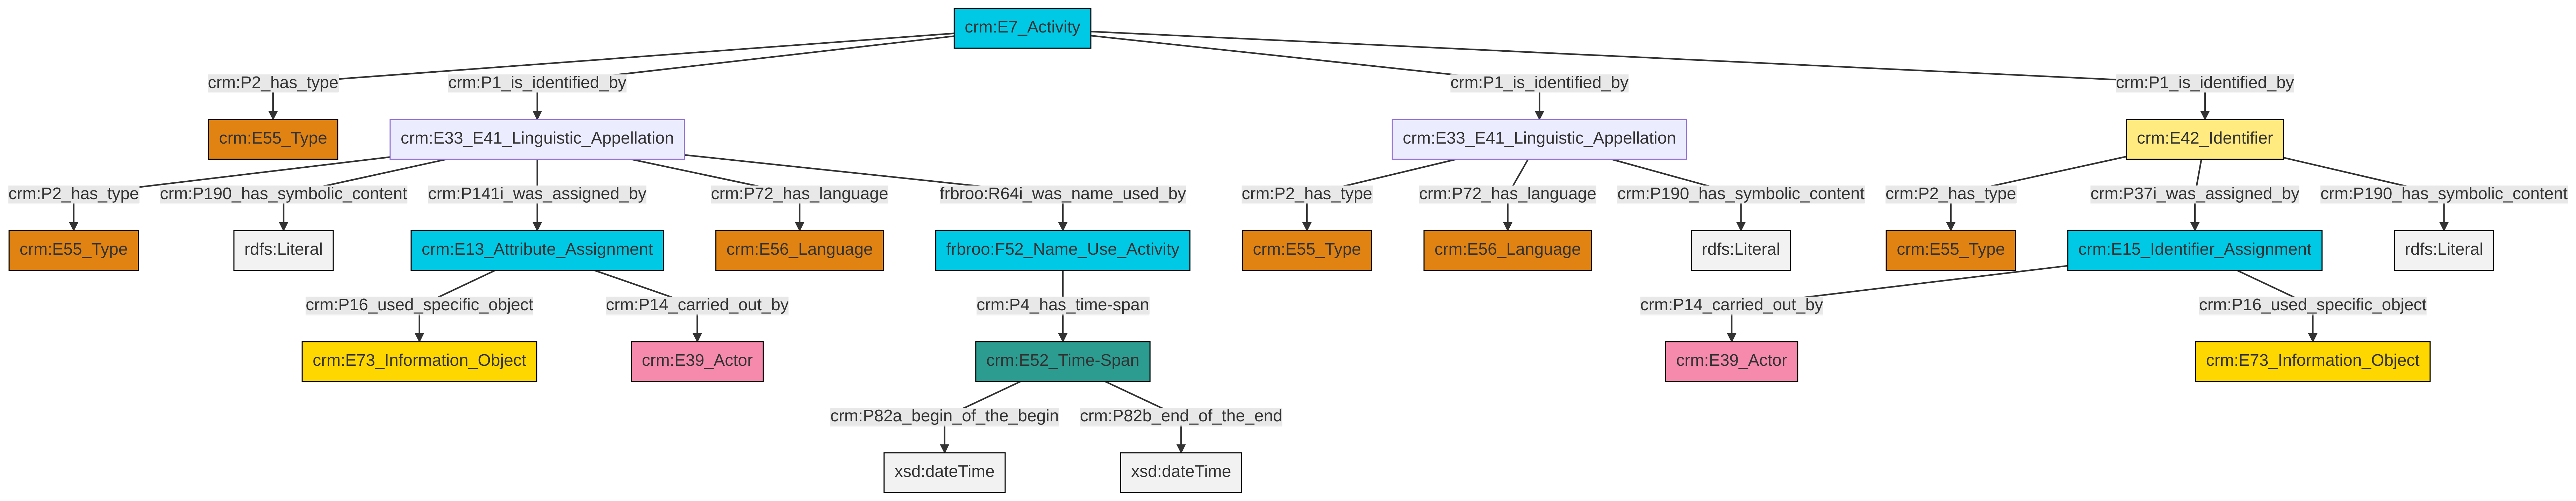 crm:E7_Activity
crm:P2_has_type
crm:P1_is_identified_by
crm:P1_is_identified_by
crm:P1_is_identified_by
crm:E55_Type
crm:E33_E41_Linguistic_Appellation
crm:E33_E41_Linguistic_Appellation
crm:E42_Identifier
crm:P2_has_type
crm:P190_has_symbolic_content
crm:P141i_was_assigned_by
crm:P72_has_language
frbroo:R64i_was_name_used_by
crm:P2_has_type
crm:P72_has_language
crm:P190_has_symbolic_content
crm:P2_has_type
crm:P37i_was_assigned_by
crm:P190_has_symbolic_content
crm:E55_Type
rdfs:Literal
crm:E13_Attribute_Assignment
crm:E56_Language
frbroo:F52_Name_Use_Activity
crm:E55_Type
crm:E56_Language
rdfs:Literal
crm:E55_Type
crm:E15_Identifier_Assignment
rdfs:Literal
crm:P16_used_specific_object
crm:P14_carried_out_by
crm:P4_has_time-span
crm:P14_carried_out_by
crm:P16_used_specific_object
crm:E73_Information_Object
crm:E39_Actor
crm:E52_Time-Span
crm:E39_Actor
crm:E73_Information_Object
crm:P82a_begin_of_the_begin
crm:P82b_end_of_the_end
xsd:dateTime
xsd:dateTime